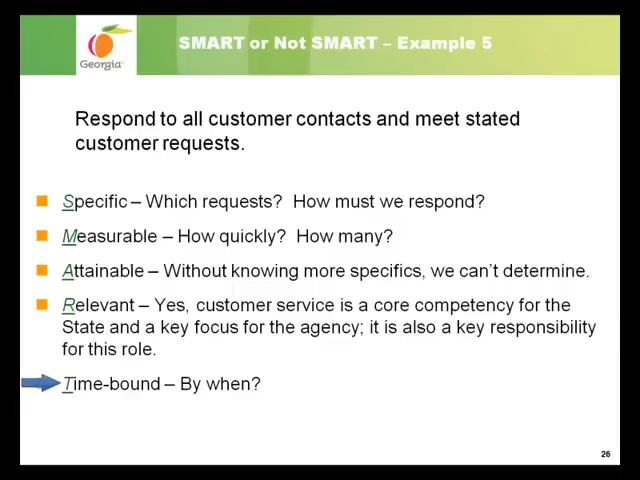 SMART or Not SMART – Example 5
Georgia
Respond to all customer contacts and meet stated
customer requests.
Specific – Which requests?  How must we respond?
Measurable – How quickly?  How many?
Attainable – Without knowing more specifics, we can't determine.
Relevant – Yes, customer service is a core competency for the
State and a key focus for the agency; it is also a key responsibility
for this role.
Time-bound – By when?
26